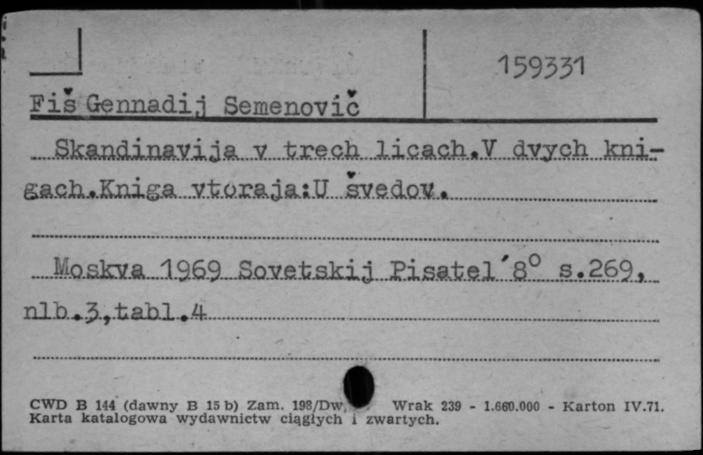 159331
Fiš Gennadij Semenovič
Skandinavija v trech licach.V dvych kni-
gach.Kniga vtoraja:U švedov.
Moskva 1969 Sovetskij Pisatel´8° s.269,
nlb.3,tabl.4
CWD B 144 (dawny B 15 b) Zam. 198/Dw. Wrak 239 - 1.660.000 - Karton IV.71.
Karta katalogowa wydawnictw ciągłych i zwartych.